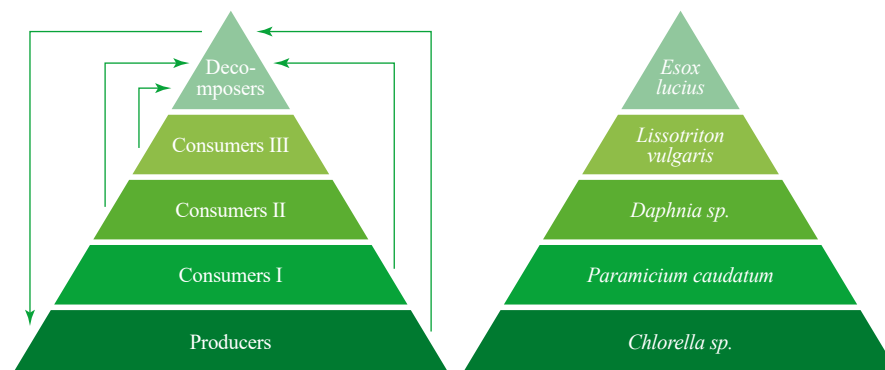 Deco-
mposers
Consumers III
Consumers II
Consumers I
Producers
Esox
lucius
Lissotriton
vulgaris
Daphnia sp.
Paramicium caudatum
Chlorella sp.